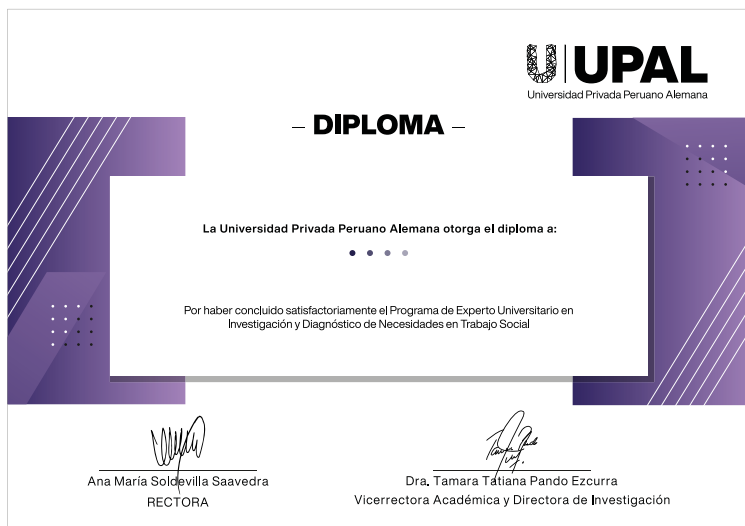 UPAL
Universidad Privada Peruano Alemana
– DIPLOMA –
La Universidad Privada Peruano Alemana otorga el diploma a:
Por haber concluido satisfactoriamente el Programa de Experto Universitario en
Investigación y Diagnóstico de Necesidades en Trabajo Social
Ana María Soldevilla Saavedra
RECTORA
Dra. Tamara Tatiana Pando Ezcurra
Vicerrectora Académica y Directora de Investigación